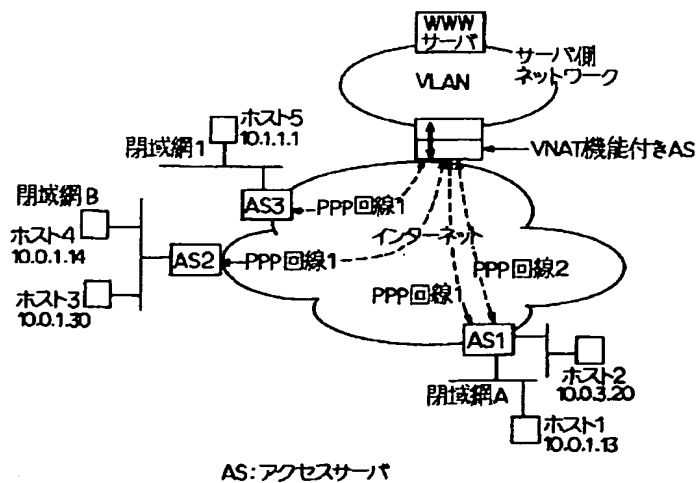 WWW
サーバ
サーバ側
ネットワーク
VLAN
ホスト5
10.1.1.1
VNAT機能付きAS
閉域網1
閉域網B
AS3
PPP回線1
ホスト4
10.0.1.14
インターネット
AS2
PPP回線1
PPP回線2
ホスト3
10.0.1.30
PPP回線1
AS1
ホスト2
10.0.3.20
閉域網A
ホスト1
10.0.1.13
AS:アクセスサーバ